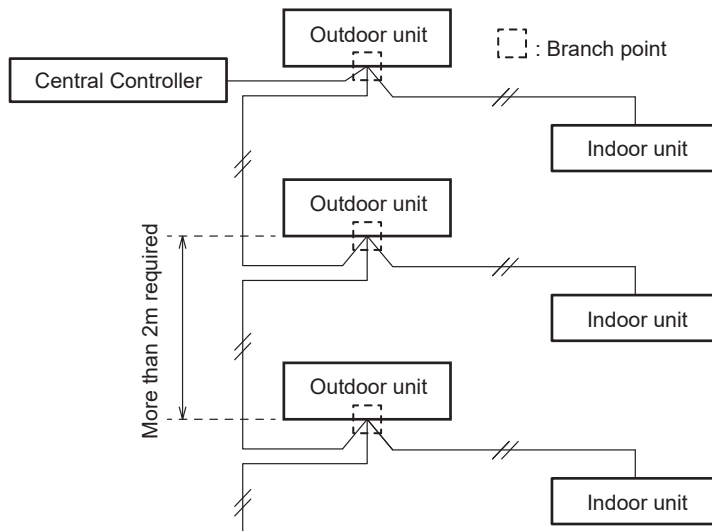 Outdoor unit
: Branch point
Central Controller
Indoor unit
Outdoor unit
More than 2m required
Indoor unit
Outdoor unit
Indoor unit